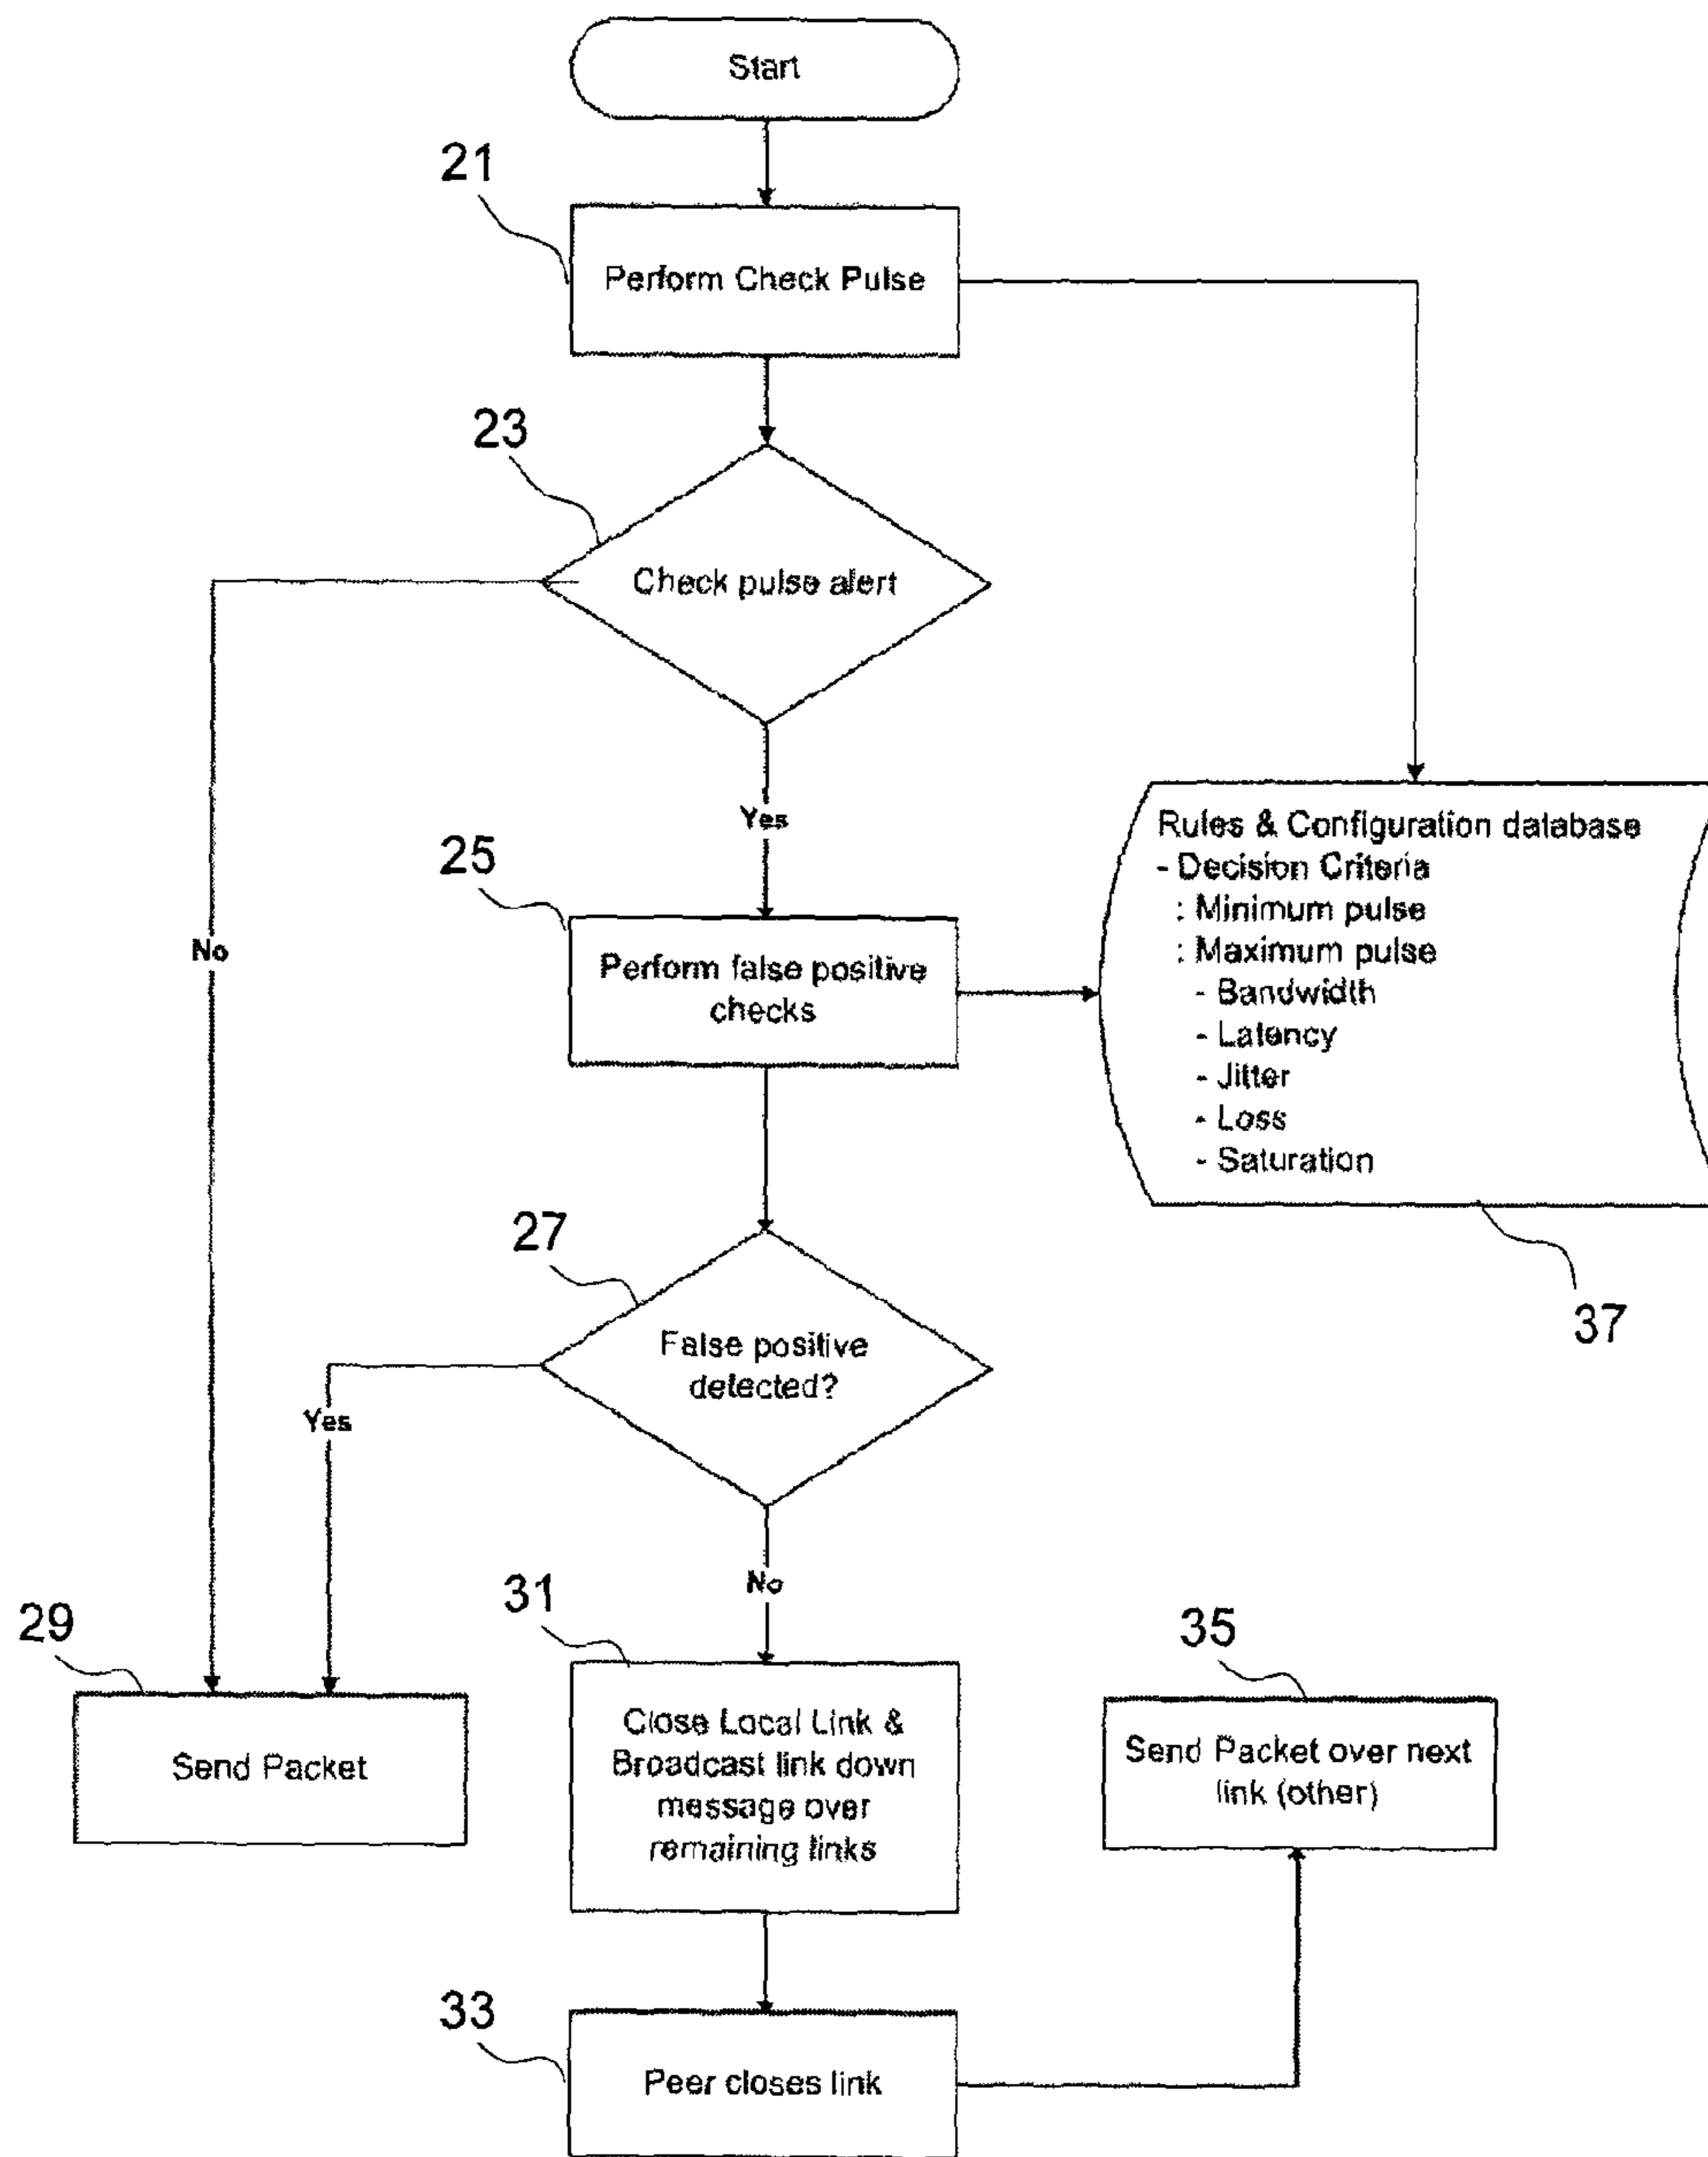 Start
21
Perform Check Pulse
23
Check pulse alert
Yes
No
25
Perform false positive
checks
Rules & Configuration database
- Decision Criteria
: Minimum pulse
: Maximum pulse
- Bandwidth
- Latency
- Jitter
- Loss
- Saturation
37
27
False positive
detected?
Yes
No
29
Send Packet
31
Close Local Link &
Broadcast link down
message over
remaining links
35
Send Packet over next
link (other)
33
Peer closes link